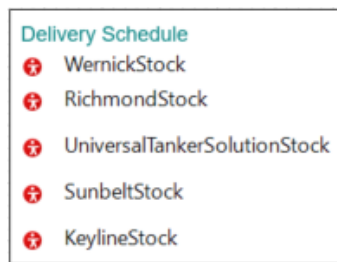 Delivery Schedule
WernickStock
RichmondStock
UniversalTankerSolutionStock
SunbeltStock
KeylineStock